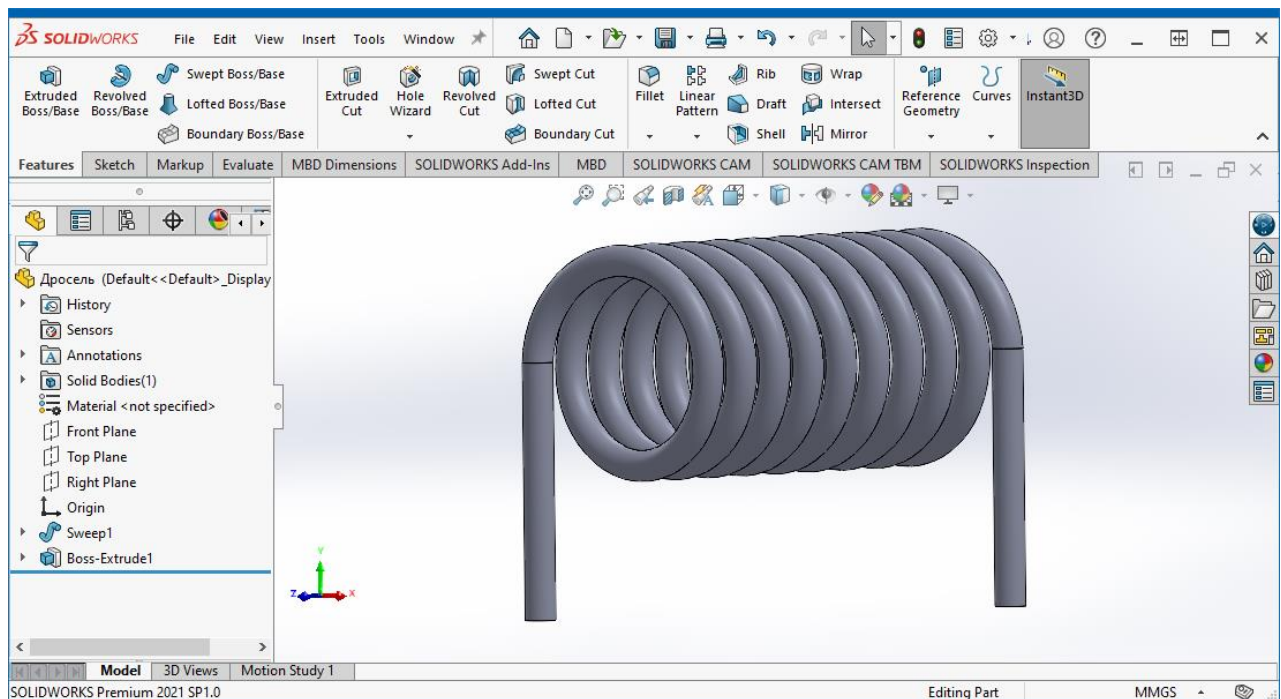 SOLIDWORKS File Edit View Insert Tools Window
Extruded Boss/Base
Revolved Boss/Base
Swept Boss/Base
Lofted Boss/Base
Boundary Boss/Base
Extruded Cut
Hole Wizard
Revolved Cut
Swept Cut
Lofted Cut
Boundary Cut
Fillet
Linear Pattern
Rib
Draft
Shell
Wrap
Intersect
Mirror
Reference Geometry
Curves
Instant3D
Features Sketch Markup Evaluate MBD Dimensions SOLIDWORKS Add-Ins MBD SOLIDWORKS CAM SOLIDWORKS CAM TBM SOLIDWORKS Inspection
Дросель (Default<<Default>_Display
History
Sensors
Annotations
Solid Bodies(1)
Material <not specified>
Front Plane
Top Plane
Right Plane
Origin
Sweep1
Boss-Extrude1
Y
Z X
Model 3D Views Motion Study 1
SOLIDWORKS Premium 2021 SP1.0 Editing Part MMGS